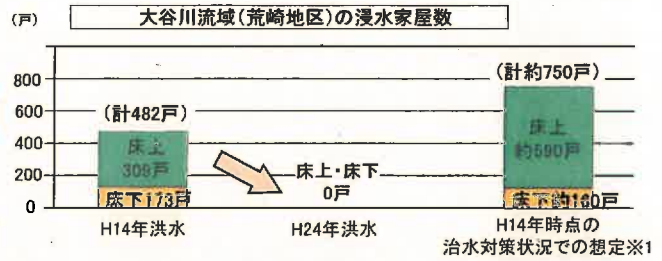 (戸)
大谷川流域(荒崎地区)の浸水家屋数
800
600
400
200
0
(計482戸)
床上
309戸
床下173戸
床上・床下
0戸
(計約750戸)
床上
約590戸
床下約160戸
H14年洪水
H24年洪水
H14年時点の
治水対策状況での想定※1